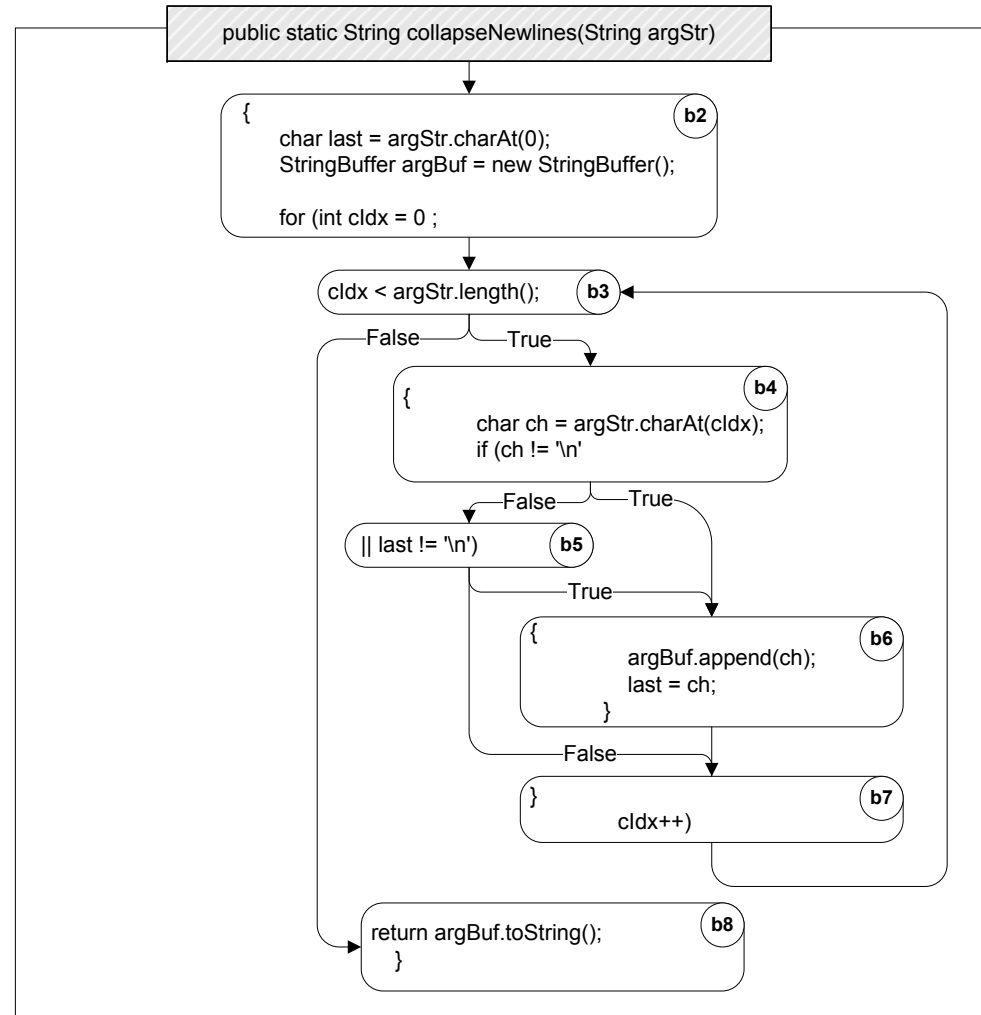 public static String collapseNewlines(String argStr)
{
b2
char last = argStr.charAt(0);
StringBuffer argBuf = new StringBuffer();
for (int cIdx = 0 ;
cIdx < argStr.length();
b3
False
True
b4
{
char ch = argStr.charAt(cIdx);
if (ch != '\n'
False
True
|| last != '\n')
b5
True
{
b6
argBuf.append(ch);
last = ch;
}
False
}
b7
cIdx++)
b8
return argBuf.toString();
}